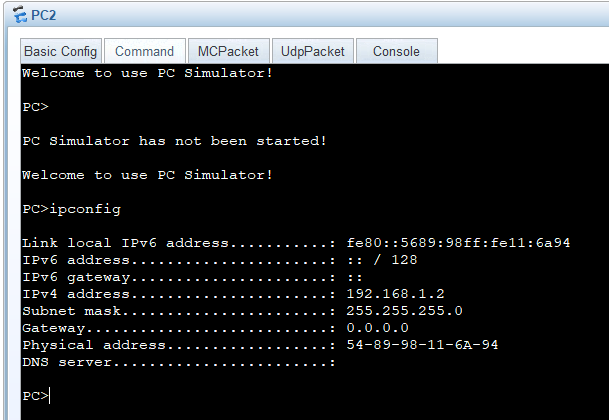 PC2
Basic Config Command MCPacket UdpPacket Console
Welcome to use PC Simulator!
PC>
PC Simulator has not been started!
Welcome to use PC Simulator!
PC>ipconfig
Link local IPv6 address...........: fe80::5689:98ff:fe11:6a94
IPv6 address......................: :: / 128
IPv6 gateway......................: ::
IPv4 address......................: 192.168.1.2
Subnet mask.......................: 255.255.255.0
Gateway...........................: 0.0.0.0
Physical address..................: 54-89-98-11-6A-94
DNS server........................:
PC>